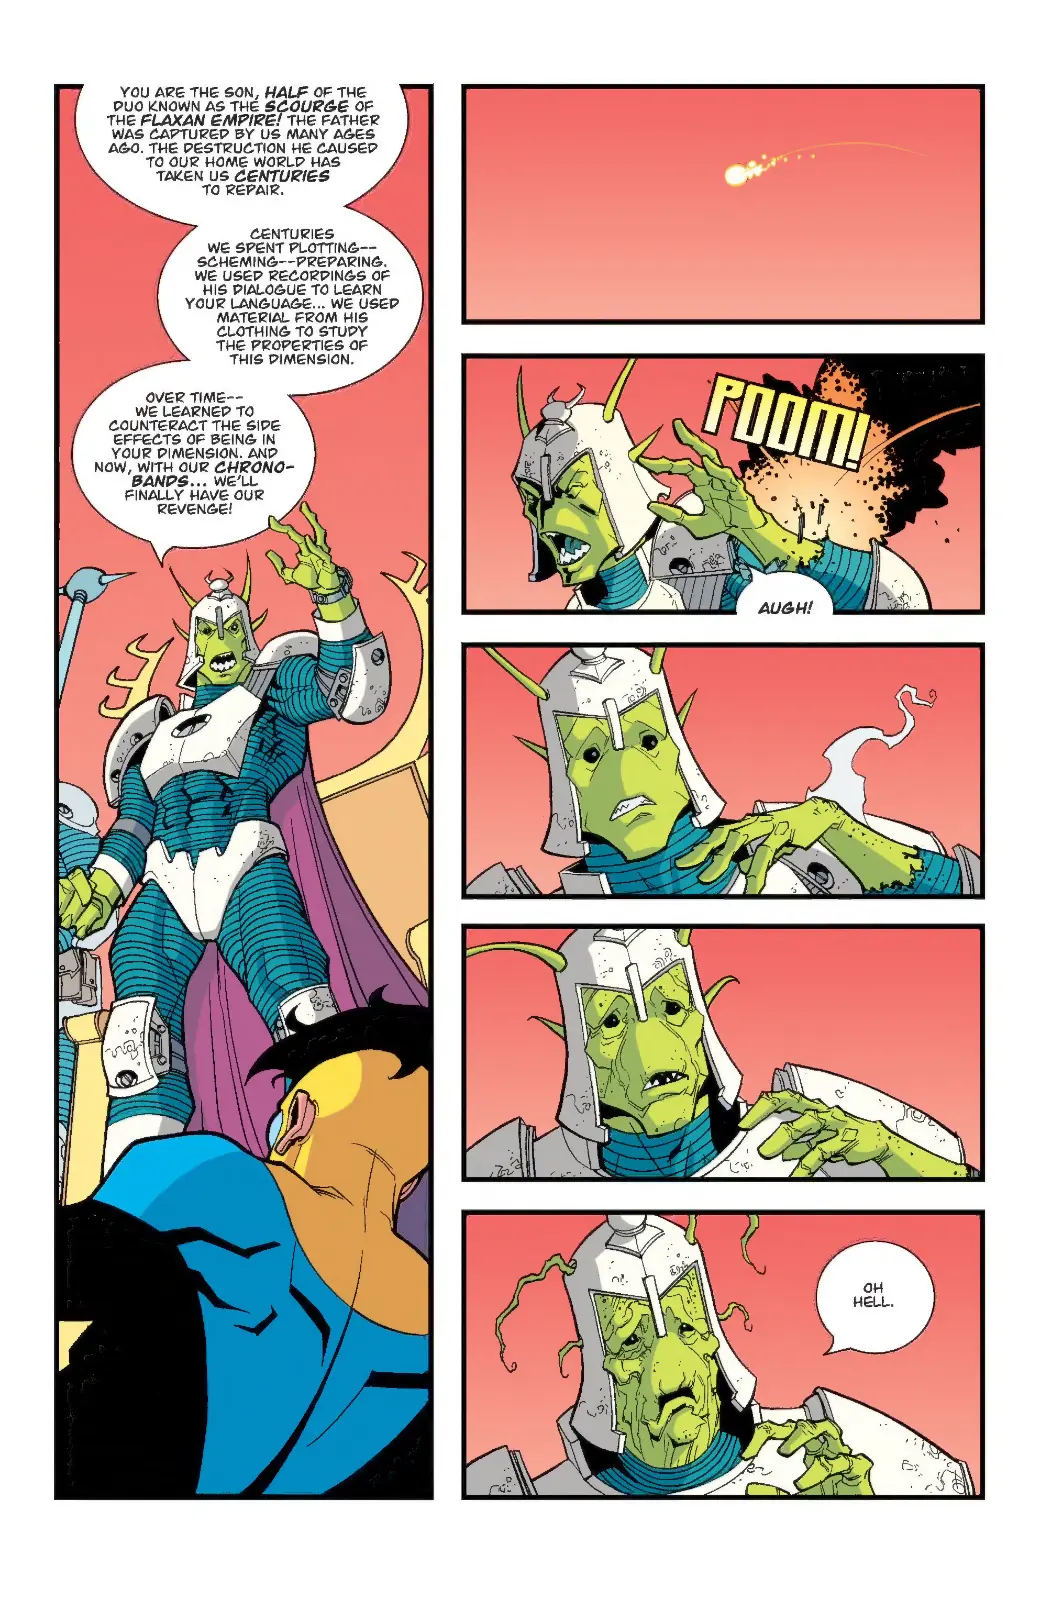 YOU ARE THE SON, HALF OF THE
DUO KNOWN AS THE SCOURGE OF
THE FLAXAN EMPIRE! THE FATHER
WAS CAPTURED BY US MANY AGES
AGO. THE DESTRUCTION HE CAUSED
TO OUR HOME WORLD HAS
TAKEN US CENTURIES
TO REPAIR.
CENTURIES
WE SPENT PLOTTING--
SCHEMING--PREPARING.
WE USED RECORDINGS OF
HIS DIALOGUE TO LEARN
YOUR LANGUAGE... WE USED
MATERIAL FROM HIS
CLOTHING TO STUDY
THE PROPERTIES OF
THIS DIMENSION.
OVER TIME--
WE LEARNED TO
COUNTERACT THE SIDE
EFFECTS OF BEING IN
YOUR DIMENSION. AND
NOW, WITH OUR CHRONO-
BANDS... WE'LL
FINALLY HAVE OUR
REVENGE!
POOM!
AUGH!
OH
HELL.